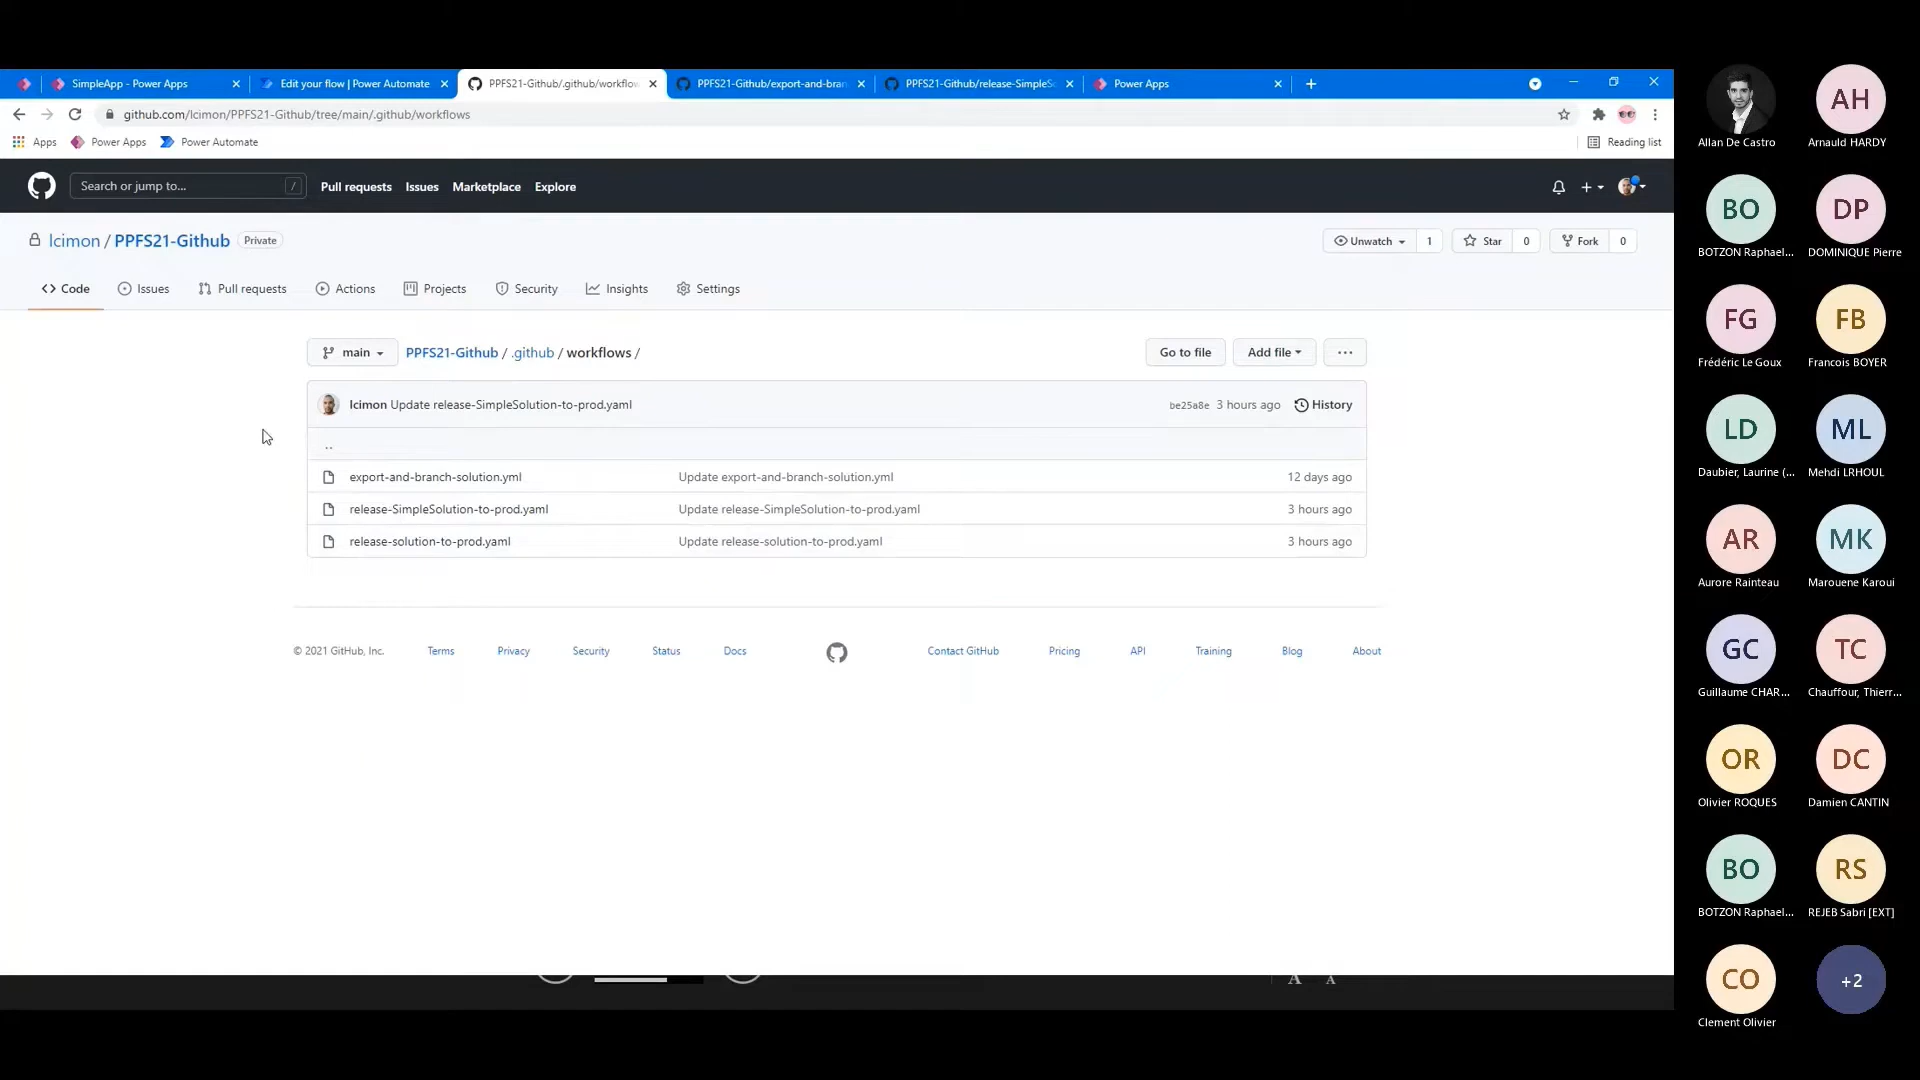 SimpleApp - Power Apps
Edit your flow | Power Automate
PPFS21-Github/.github/workflow
PPFS21-Github/export-and-bran
PPFS21-Github/release-SimpleSo
Power Apps
github.com/lcimon/PPFS21-Github/tree/main/.github/workflows
Apps
Power Apps
Power Automate
Reading list
Search or jump to...
/
Pull requests
Issues
Marketplace
Explore
lcimon / PPFS21-Github
Private
Unwatch
1
Star
0
Fork
0
Code
Issues
Pull requests
Actions
Projects
Security
Insights
Settings
main
PPFS21-Github / .github / workflows /
Go to file
Add file
...
lcimon Update release-SimpleSolution-to-prod.yaml
be25a8e 3 hours ago
History
..
export-and-branch-solution.yml Update export-and-branch-solution.yml 12 days ago
release-SimpleSolution-to-prod.yaml Update release-SimpleSolution-to-prod.yaml 3 hours ago
release-solution-to-prod.yaml Update release-solution-to-prod.yaml 3 hours ago
© 2021 GitHub, Inc.
Terms
Privacy
Security
Status
Docs
Contact GitHub
Pricing
API
Training
Blog
About
A A
Allan De Castro
AH
Arnauld HARDY
BO
BOTZON Raphael...
DP
DOMINIQUE Pierre
FG
Frédéric Le Goux
FB
Francois BOYER
LD
Daubier, Laurine (...
ML
Mehdi LRHOUL
AR
Aurore Rainteau
MK
Marouene Karoui
GC
Guillaume CHAR...
TC
Chauffour, Thierr...
OR
Olivier ROQUES
DC
Damien CANTIN
BO
BOTZON Raphael...
RS
REJEB Sabri [EXT]
CO
Clement Olivier
+2